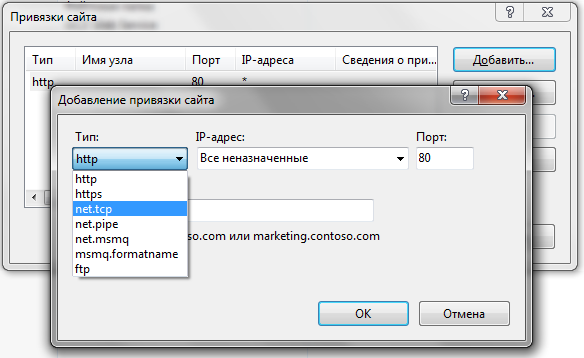 Привязки сайта
Тип Имя узла Порт IP-адреса Сведения о при...
Добавить...
http 80 *
Добавление привязки сайта
Тип: IP-адрес: Порт:
http Все неназначенные 80
http
https
net.tcp
net.pipe
net.msmq
so.com или marketing.contoso.com
msmq.formatname
ftp
OK Отмена